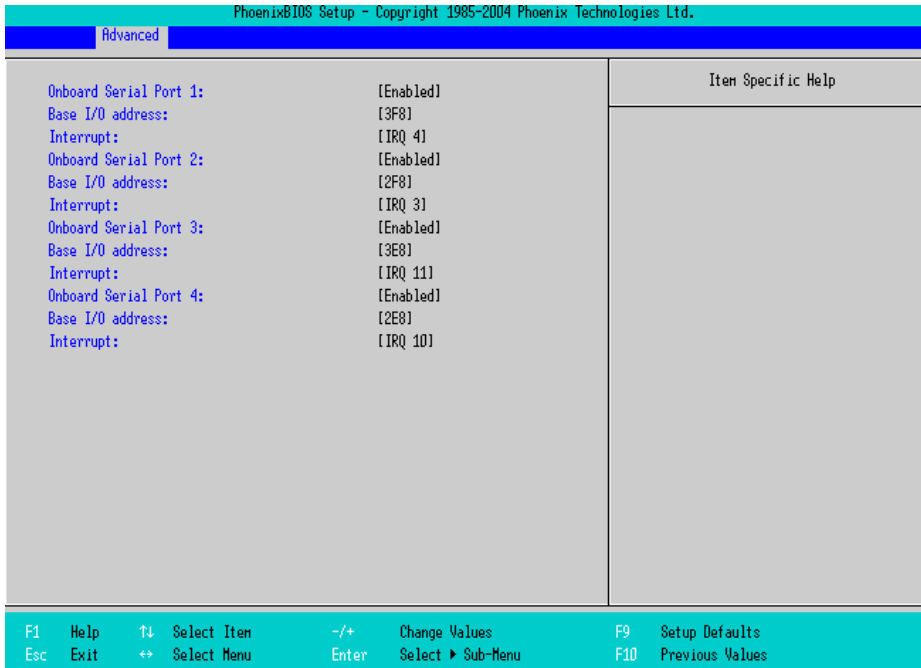 PhoenixBIOS Setup - Copyright 1985-2004 Phoenix Technologies Ltd.
Advanced
Item Specific Help
Onboard Serial Port 1: [Enabled]
Base I/O address: [3F8]
Interrupt: [IRQ 4]
Onboard Serial Port 2: [Enabled]
Base I/O address: [2F8]
Interrupt: [IRQ 3]
Onboard Serial Port 3: [Enabled]
Base I/O address: [3E8]
Interrupt: [IRQ 11]
Onboard Serial Port 4: [Enabled]
Base I/O address: [2E8]
Interrupt: [IRQ 10]
F1 Help ↑↓ Select Item -/+ Change Values F9 Setup Defaults
Esc Exit ↔ Select Menu Enter Select ▶ Sub-Menu F10 Previous Values